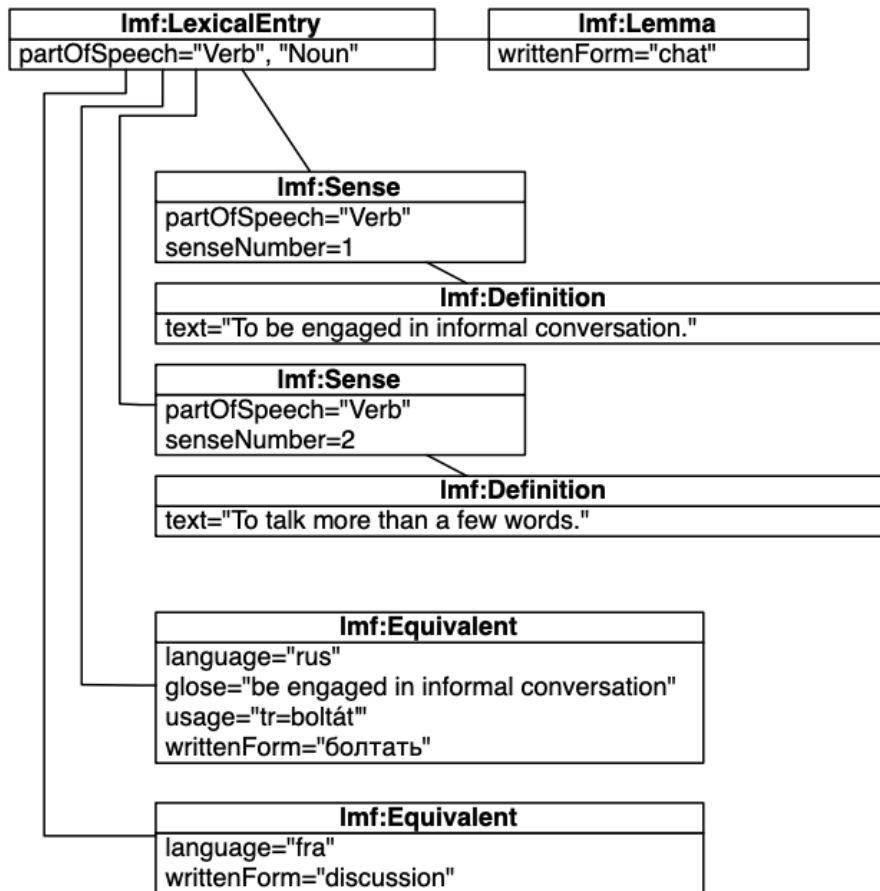 lmf:LexicalEntry
partOfSpeech="Verb", "Noun"
lmf:Lemma
writtenForm="chat"
lmf:Sense
partOfSpeech="Verb"
senseNumber=1
lmf:Definition
text="To be engaged in informal conversation."
lmf:Sense
partOfSpeech="Verb"
senseNumber=2
lmf:Definition
text="To talk more than a few words."
lmf:Equivalent
language="rus"
glose="be engaged in informal conversation"
usage="tr=boltát'"
writtenForm="болтать"
lmf:Equivalent
language="fra"
writtenForm="discussion"